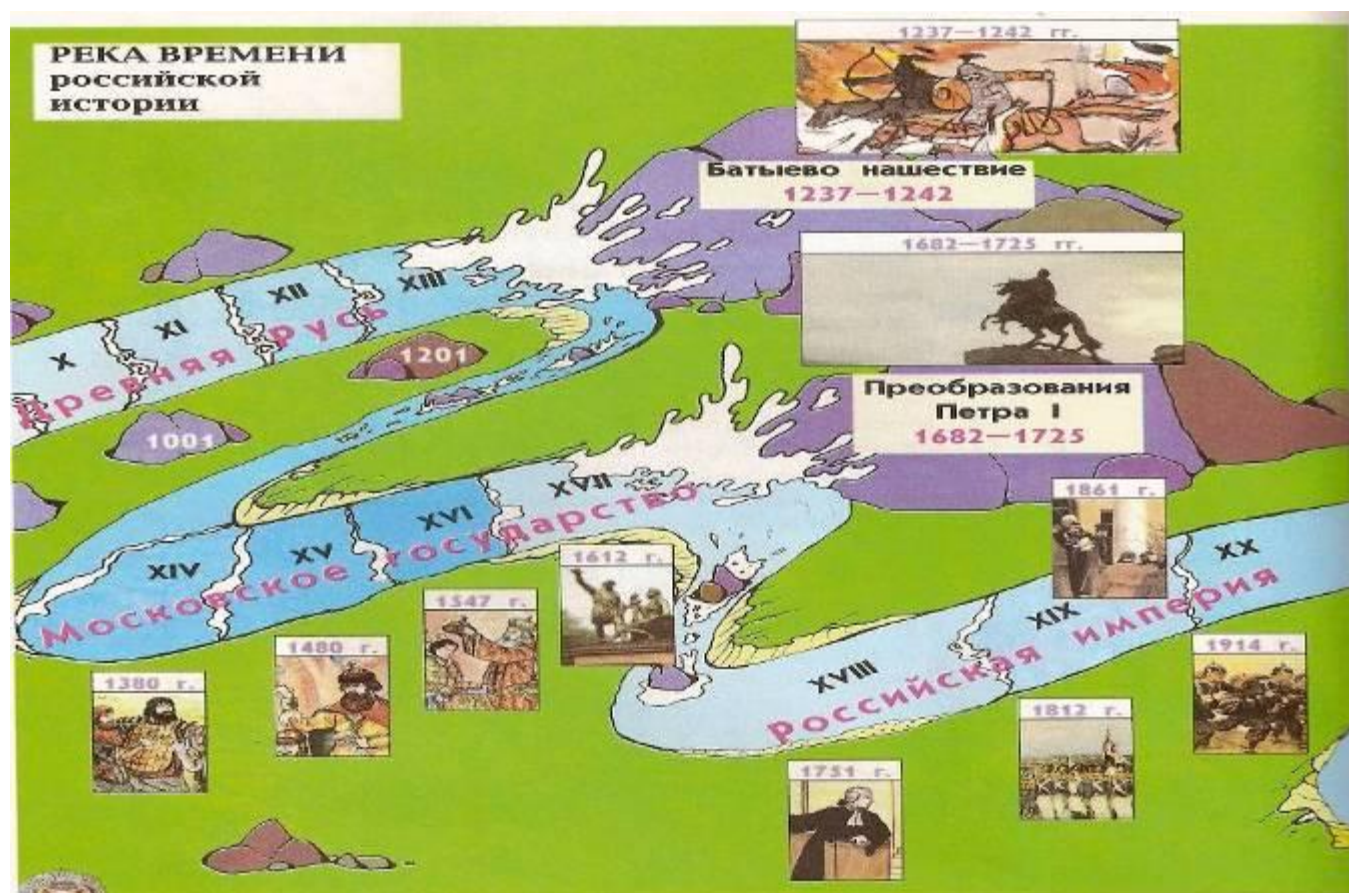 РЕКА ВРЕМЕНИ
российской
истории
1237—1242 гг.
Батыево нашествие
1237—1242
1682—1725 гг.
Преобразования
Петра I
1682—1725
X
XI
XII
XIII
Древняя Русь
1201
1001
XIV
XV
XVI
XVII
Московское государство
1380 г.
1480 г.
1547 г.
1612 г.
XVIII
XIX
XX
Российская империя
1751 г.
1812 г.
1861 г.
1914 г.